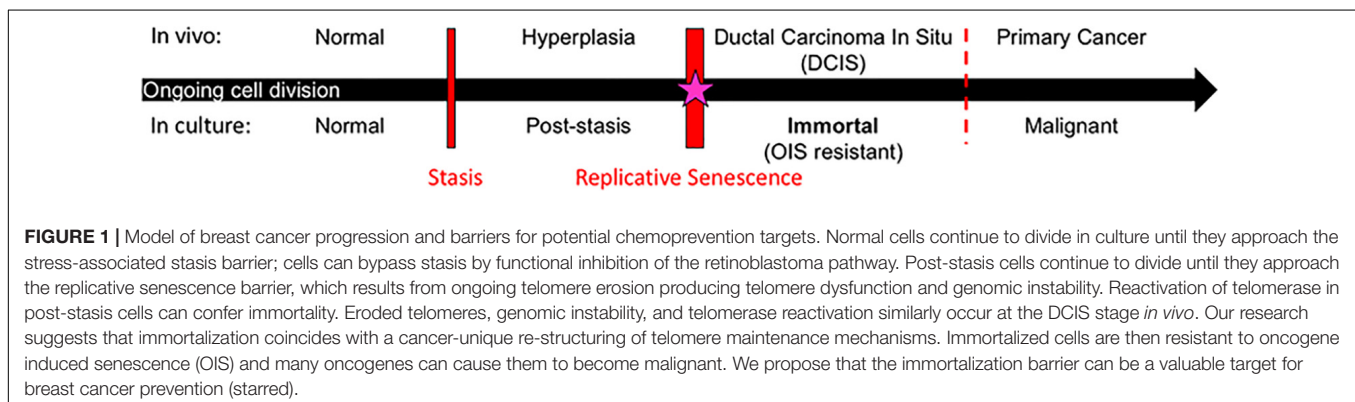 In vivo: Normal Hyperplasia Ductal Carcinoma In Situ Primary Cancer
(DCIS)
Ongoing cell division
In culture: Normal Post-stasis Immortal Malignant
(OIS resistant)
Stasis Replicative Senescence
FIGURE 1 | Model of breast cancer progression and barriers for potential chemoprevention targets. Normal cells continue to divide in culture until they approach the
stress-associated stasis barrier; cells can bypass stasis by functional inhibition of the retinoblastoma pathway. Post-stasis cells continue to divide until they approach
the replicative senescence barrier, which results from ongoing telomere erosion producing telomere dysfunction and genomic instability. Reactivation of telomerase in
post-stasis cells can confer immortality. Eroded telomeres, genomic instability, and telomerase reactivation similarly occur at the DCIS stage in vivo. Our research
suggests that immortalization coincides with a cancer-unique re-structuring of telomere maintenance mechanisms. Immortalized cells are then resistant to oncogene
induced senescence (OIS) and many oncogenes can cause them to become malignant. We propose that the immortalization barrier can be a valuable target for
breast cancer prevention (starred).